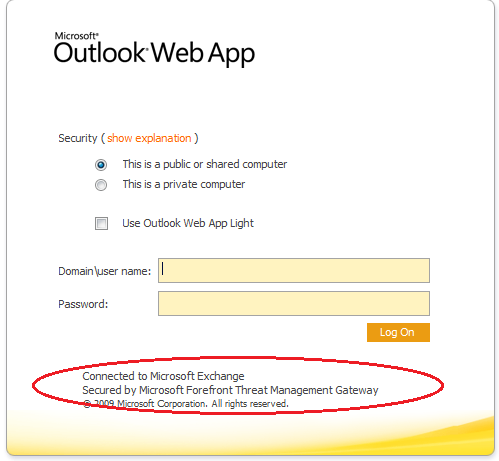 Microsoft®
Outlook® Web App
Security ( show explanation )
This is a public or shared computer
This is a private computer
Use Outlook Web App Light
Domain\user name:
Password:
Log On
Connected to Microsoft Exchange
Secured by Microsoft Forefront Threat Management Gateway
© 2009 Microsoft Corporation. All rights reserved.